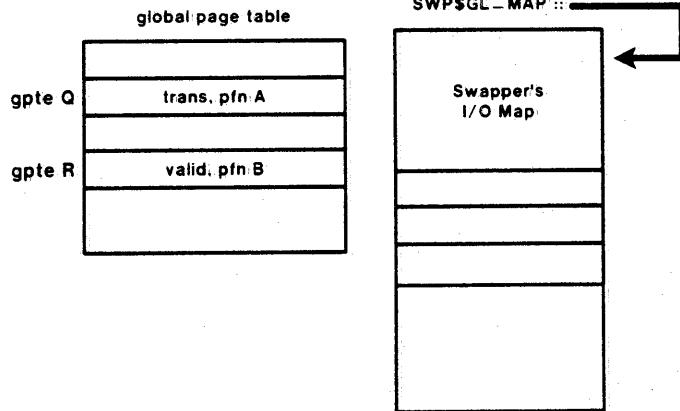 global page table
SWP$GL_MAP ::
gpte Q
trans, pfn A
gpte R
valid, pfn B
Swapper's
I/O Map